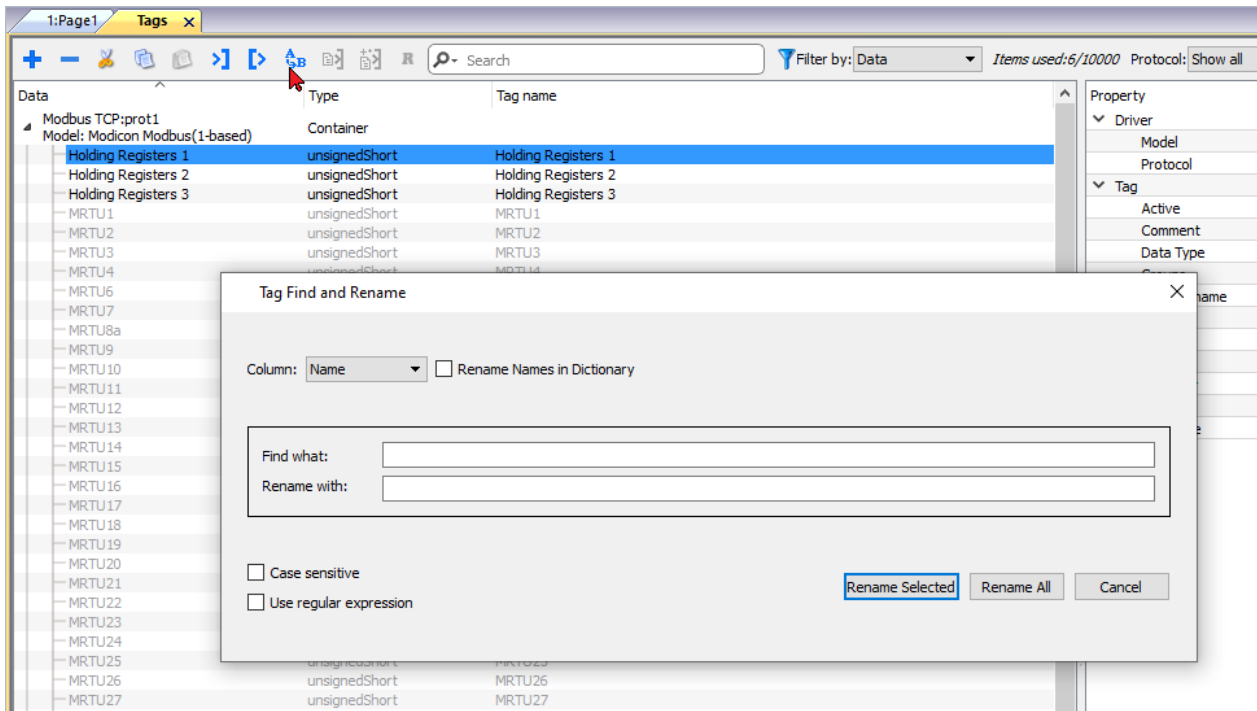 1:Page1 Tags
R Search Filter by: Data Items used:6/10000 Protocol: Show all
Data Type Tag name Property
Modbus TCP:prot1
Model: Modicon Modbus(1-based) Container
Driver
Model
Holding Registers 1 unsignedShort Holding Registers 1
Protocol
Holding Registers 2 unsignedShort Holding Registers 2
Tag
Holding Registers 3 unsignedShort Holding Registers 3
Active
MRTU1 unsignedShort MRTU1
Comment
MRTU2 unsignedShort MRTU2
Data Type
MRTU3 unsignedShort MRTU3
MRTU4 unsignedShort MRTU4
MRTU6
MRTU7
MRTU8a
MRTU9
MRTU10
MRTU11
MRTU12
MRTU13
MRTU14
MRTU15
MRTU16
MRTU17
MRTU18
MRTU19
MRTU20
MRTU21
MRTU22
MRTU23
MRTU24
MRTU25 unsignedShort MRTU25
MRTU26 unsignedShort MRTU26
MRTU27 unsignedShort MRTU27
Tag Find and Rename
Column: Name Rename Names in Dictionary
Find what:
Rename with:
Case sensitive
Use regular expression
Rename Selected Rename All Cancel